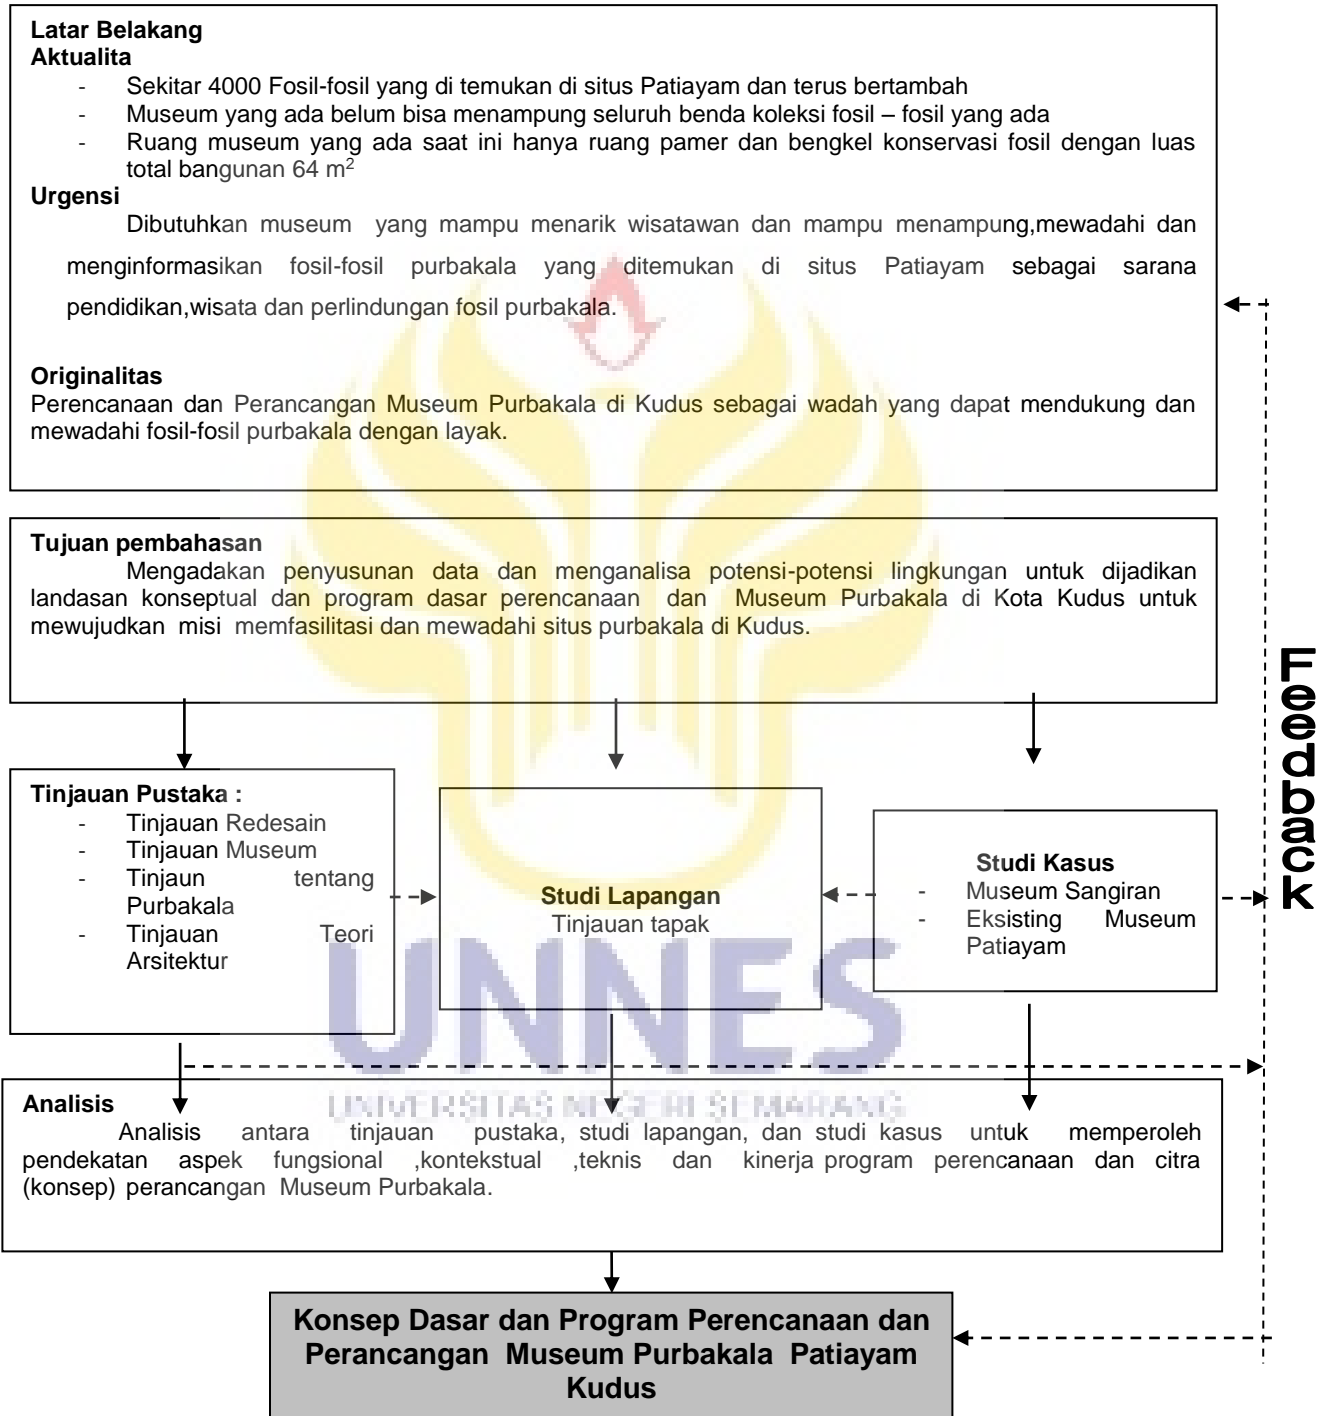 Latar Belakang
Aktualita
- Sekitar 4000 Fosil-fosil yang di temukan di situs Patiayam dan terus bertambah
- Museum yang ada belum bisa menampung seluruh benda koleksi fosil – fosil yang ada
- Ruang museum yang ada saat ini hanya ruang pamer dan bengkel konservasi fosil dengan luas
total bangunan 64 m²
Urgensi
Dibutuhkan museum yang mampu menarik wisatawan dan mampu menampung,mewadahi dan
menginformasikan fosil-fosil purbakala yang ditemukan di situs Patiayam sebagai sarana
pendidikan,wisata dan perlindungan fosil purbakala.
Originalitas
Perencanaan dan Perancangan Museum Purbakala di Kudus sebagai wadah yang dapat mendukung dan
mewadahi fosil-fosil purbakala dengan layak.
Tujuan pembahasan
Mengadakan penyusunan data dan menganalisa potensi-potensi lingkungan untuk dijadikan
landasan konseptual dan program dasar perencanaan dan Museum Purbakala di Kota Kudus untuk
mewujudkan misi memfasilitasi dan mewadahi situs purbakala di Kudus.
Tinjauan Pustaka :
- Tinjauan Redesain
- Tinjauan Museum
- Tinjaun tentang
Purbakala
- Tinjauan Teori
Arsitektur
Studi Lapangan
Tinjauan tapak
Studi Kasus
- Museum Sangiran
- Eksisting Museum
Patiayam
Feedback
UNNES
UNIVERSITAS NEGERI SEMARANG
Analisis
Analisis antara tinjauan pustaka, studi lapangan, dan studi kasus untuk memperoleh
pendekatan aspek fungsional ,kontekstual ,teknis dan kinerja program perencanaan dan citra
(konsep) perancangan Museum Purbakala.
Konsep Dasar dan Program Perencanaan dan
Perancangan Museum Purbakala Patiayam
Kudus